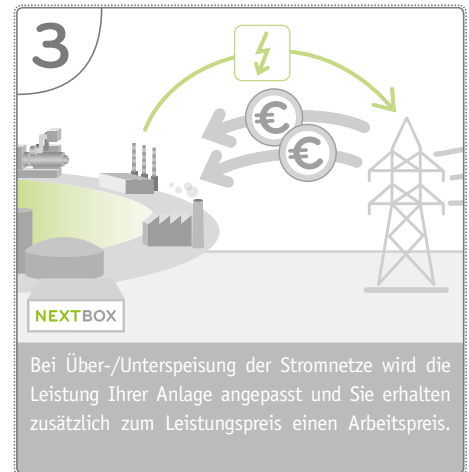 3
€
€
NEXTBOX
Bei Über-/Unterspeisung der Stromnetze wird die
Leistung Ihrer Anlage angepasst und Sie erhalten
zusätzlich zum Leistungspreis einen Arbeitspreis.